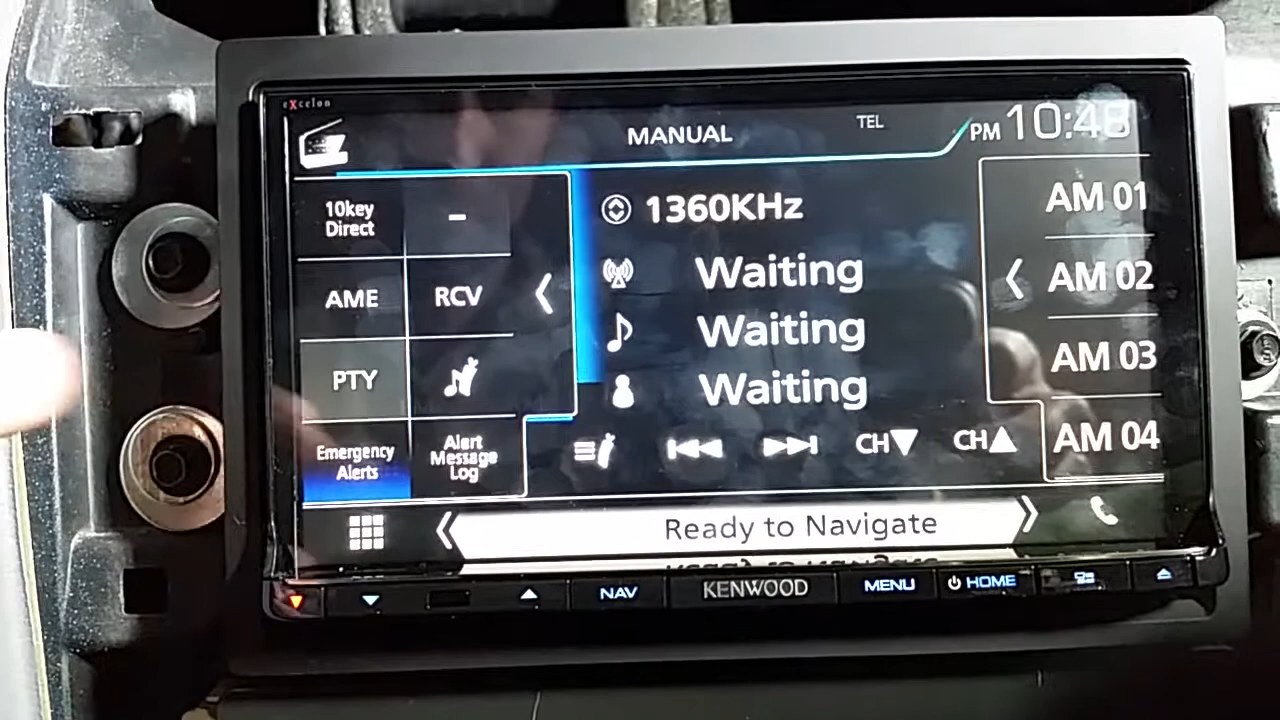 eXcelon
MANUAL
TEL
PM 10:48
10key
Direct
-
AME
RCV
PTY
Emergency
Alerts
Alert
Message
Log
1360KHz
Waiting
Waiting
Waiting
CH▼
CH▲
AM 01
AM 02
AM 03
AM 04
Ready to Navigate
NAV
KENWOOD
MENU
HOME